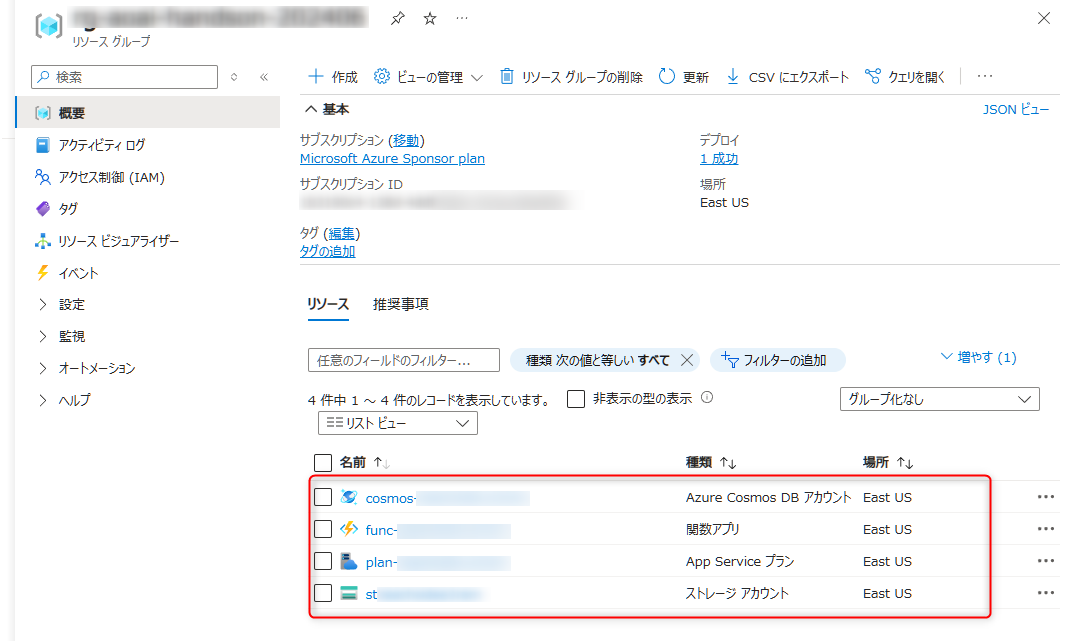 リソース グループ
検索
作成 ビューの管理 リソース グループの削除 更新 CSV にエクスポート クエリを開く
概要
アクティビティ ログ
アクセス制御 (IAM)
タグ
リソース ビジュアライザー
イベント
設定
監視
オートメーション
ヘルプ
基本
JSON ビュー
サブスクリプション (移動)
Microsoft Azure Sponsor plan
サブスクリプション ID
デプロイ
1 成功
場所
East US
タグ (編集)
タグの追加
リソース 推奨事項
任意のフィールドのフィルター... 種類 次の値と等しい すべて フィルターの追加 増やす (1)
4 件中 1 ～ 4 件のレコードを表示しています。 非表示の型の表示 グループ化なし
リスト ビュー
名前 種類 場所
cosmos- Azure Cosmos DB アカウント East US
func- 関数アプリ East US
plan- App Service プラン East US
st ストレージ アカウント East US